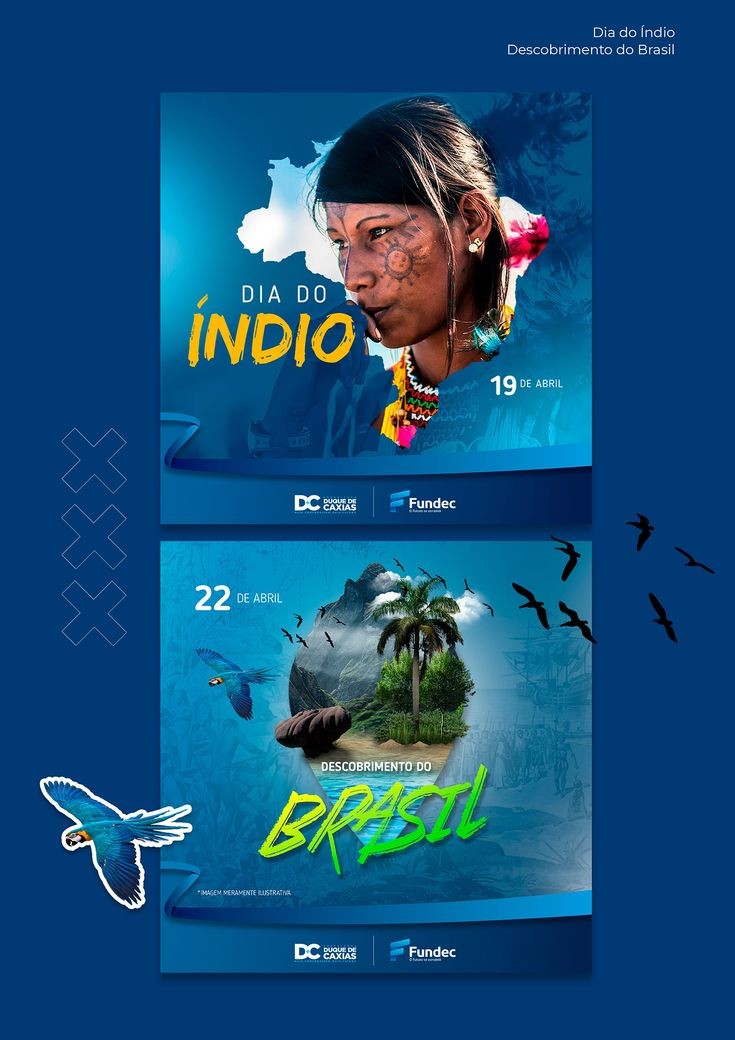 Dia do Índio
Descobrimento do Brasil
DIA DO
ÍNDIO
19 DE ABRIL
DC
DUQUE DE
CAXIAS
Fundec
O futuro se constrói
22 DE ABRIL
DESCOBRIMENTO DO
BRASIL
*IMAGEM MERAMENTE ILUSTRATIVA
DC
DUQUE DE
CAXIAS
Fundec
O futuro se constrói